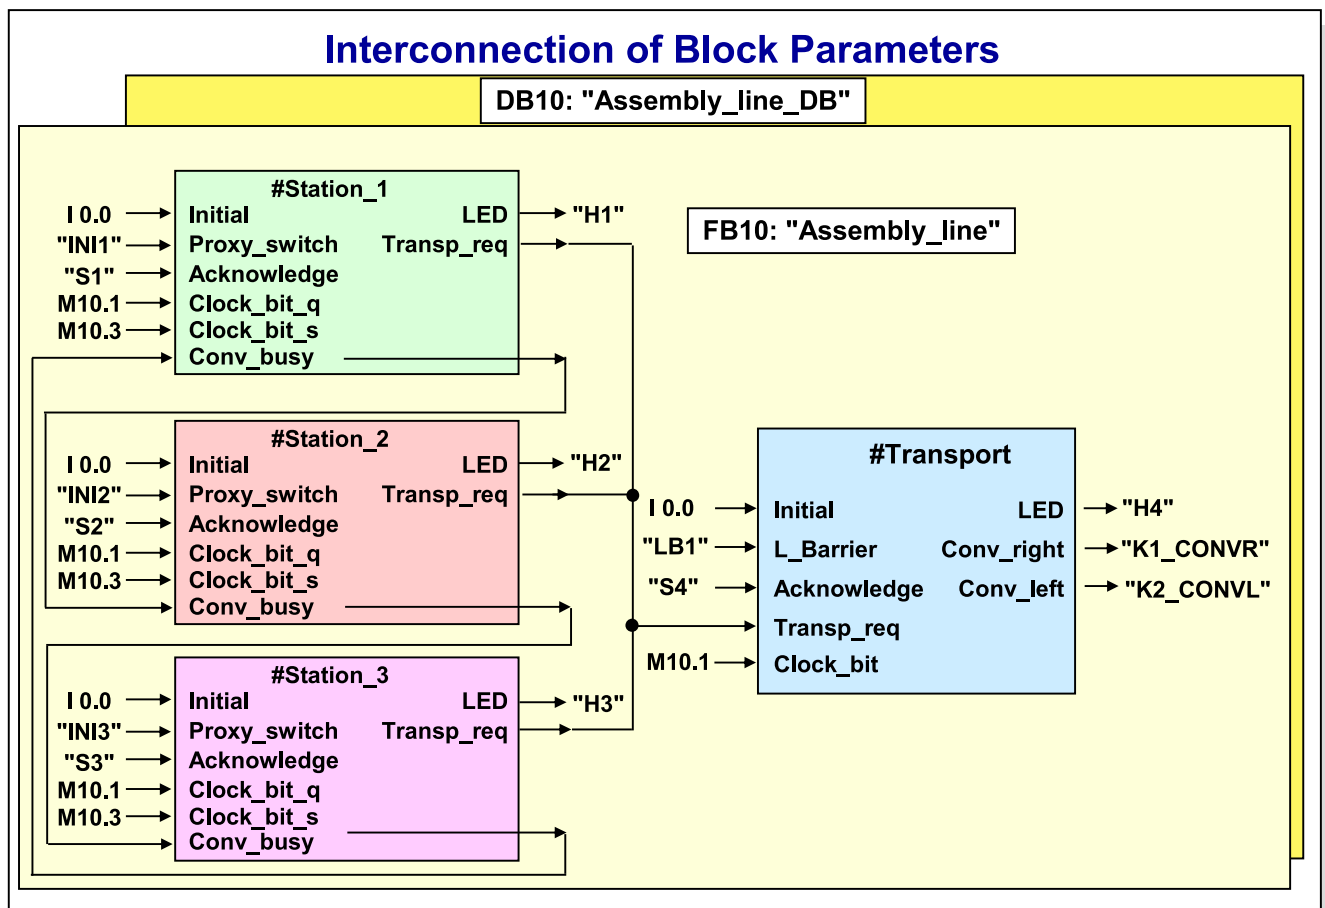 Interconnection of Block Parameters
DB10: "Assembly_line_DB"
FB10: "Assembly_line"
#Station_1
I 0.0 Initial LED "H1"
"INI1" Proxy_switch Transp_req
"S1" Acknowledge
M10.1 Clock_bit_q
M10.3 Clock_bit_s
Conv_busy
#Station_2
I 0.0 Initial LED "H2"
"INI2" Proxy_switch Transp_req
"S2" Acknowledge
M10.1 Clock_bit_q
M10.3 Clock_bit_s
Conv_busy
#Station_3
I 0.0 Initial LED "H3"
"INI3" Proxy_switch Transp_req
"S3" Acknowledge
M10.1 Clock_bit_q
M10.3 Clock_bit_s
Conv_busy
#Transport
I 0.0 Initial LED "H4"
"LB1" L_Barrier Conv_right "K1_CONVR"
"S4" Acknowledge Conv_left "K2_CONVL"
Transp_req
M10.1 Clock_bit